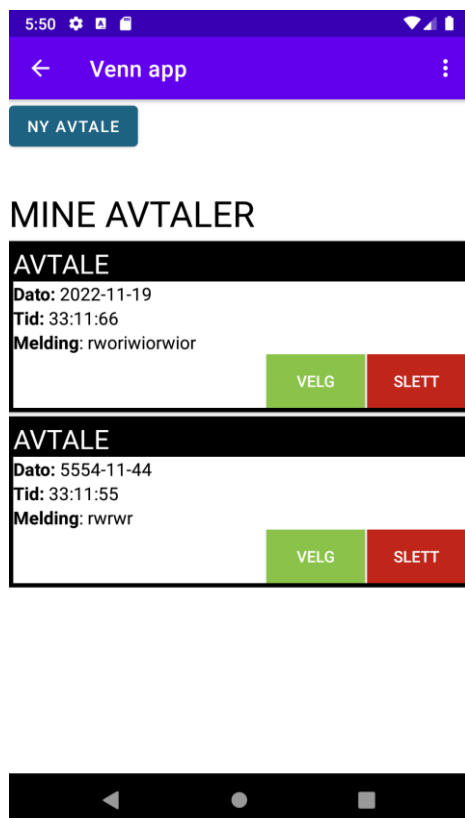 5:50
Venn app
NY AVTALE
MINE AVTALER
AVTALE
Dato: 2022-11-19
Tid: 33:11:66
Melding: rworiwiorwior
VELG SLETT
AVTALE
Dato: 5554-11-44
Tid: 33:11:55
Melding: rwrwr
VELG SLETT